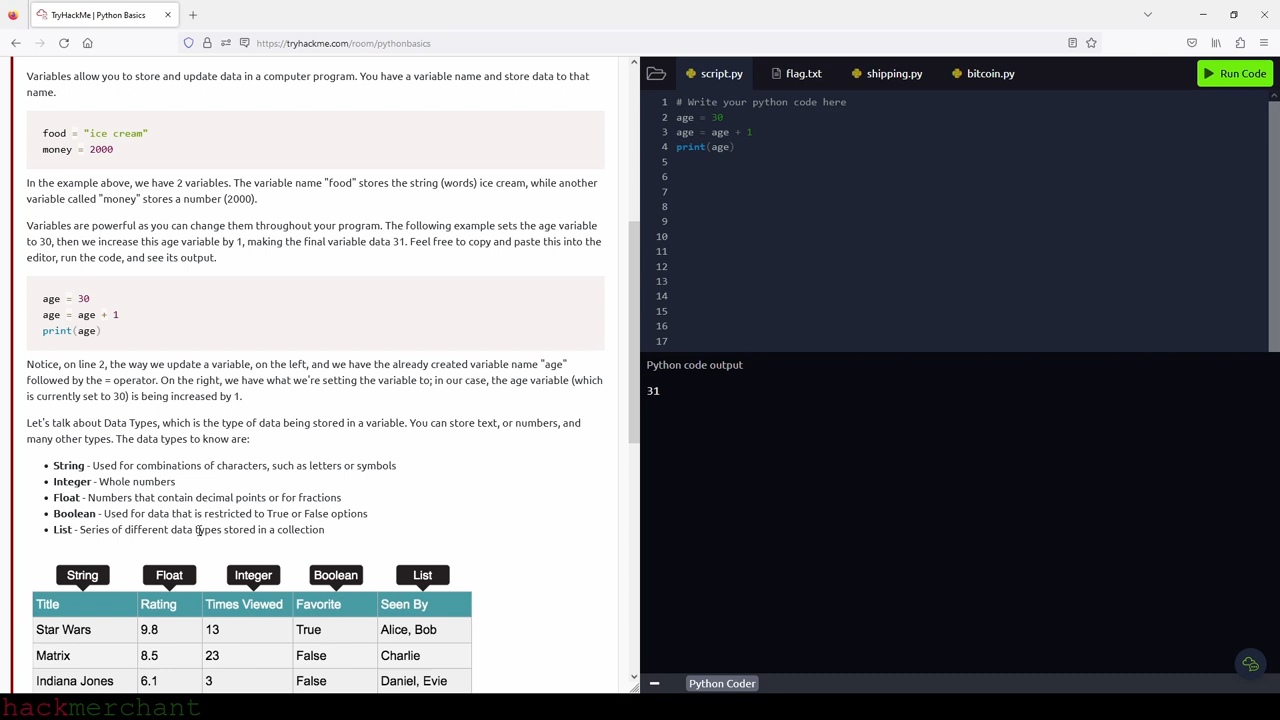 TryHackMe | Python Basics
https://tryhackme.com/room/pythonbasics
Variables allow you to store and update data in a computer program. You have a variable name and store data to that
name.
food = "ice cream"
money = 2000
In the example above, we have 2 variables. The variable name "food" stores the string (words) ice cream, while another
variable called "money" stores a number (2000).
Variables are powerful as you can change them throughout your program. The following example sets the age variable
to 30, then we increase this age variable by 1, making the final variable data 31. Feel free to copy and paste this into the
editor, run the code, and see its output.
age = 30
age = age + 1
print(age)
Notice, on line 2, the way we update a variable, on the left, and we have the already created variable name "age"
followed by the = operator. On the right, we have what we're setting the variable to; in our case, the age variable (which
is currently set to 30) is being increased by 1.
Let's talk about Data Types, which is the type of data being stored in a variable. You can store text, or numbers, and
many other types. The data types to know are:
• String - Used for combinations of characters, such as letters or symbols
• Integer - Whole numbers
• Float - Numbers that contain decimal points or for fractions
• Boolean - Used for data that is restricted to True or False options
• List - Series of different data types stored in a collection
String Float Integer Boolean List
Title Rating Times Viewed Favorite Seen By
Star Wars 9.8 13 True Alice, Bob
Matrix 8.5 23 False Charlie
Indiana Jones 6.1 3 False Daniel, Evie
script.py flag.txt shipping.py bitcoin.py Run Code
1 # Write your python code here
2 age = 30
3 age = age + 1
4 print(age)
5
6
7
8
9
10
11
12
13
14
15
16
17
Python code output
31
Python Coder
hackmerchant